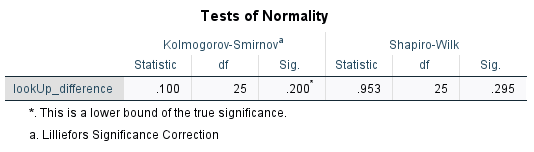 Tests of Normality
Kolmogorov-Smirnovᵃ Shapiro-Wilk
Statistic df Sig. Statistic df Sig.
lookUp_difference .100 25 .200* .953 25 .295
*. This is a lower bound of the true significance.
a. Lilliefors Significance Correction